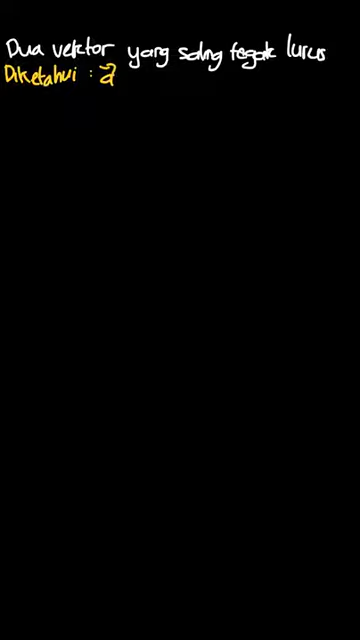 Dua vektor yang saling tegak lurus
Diketahui : a⃗